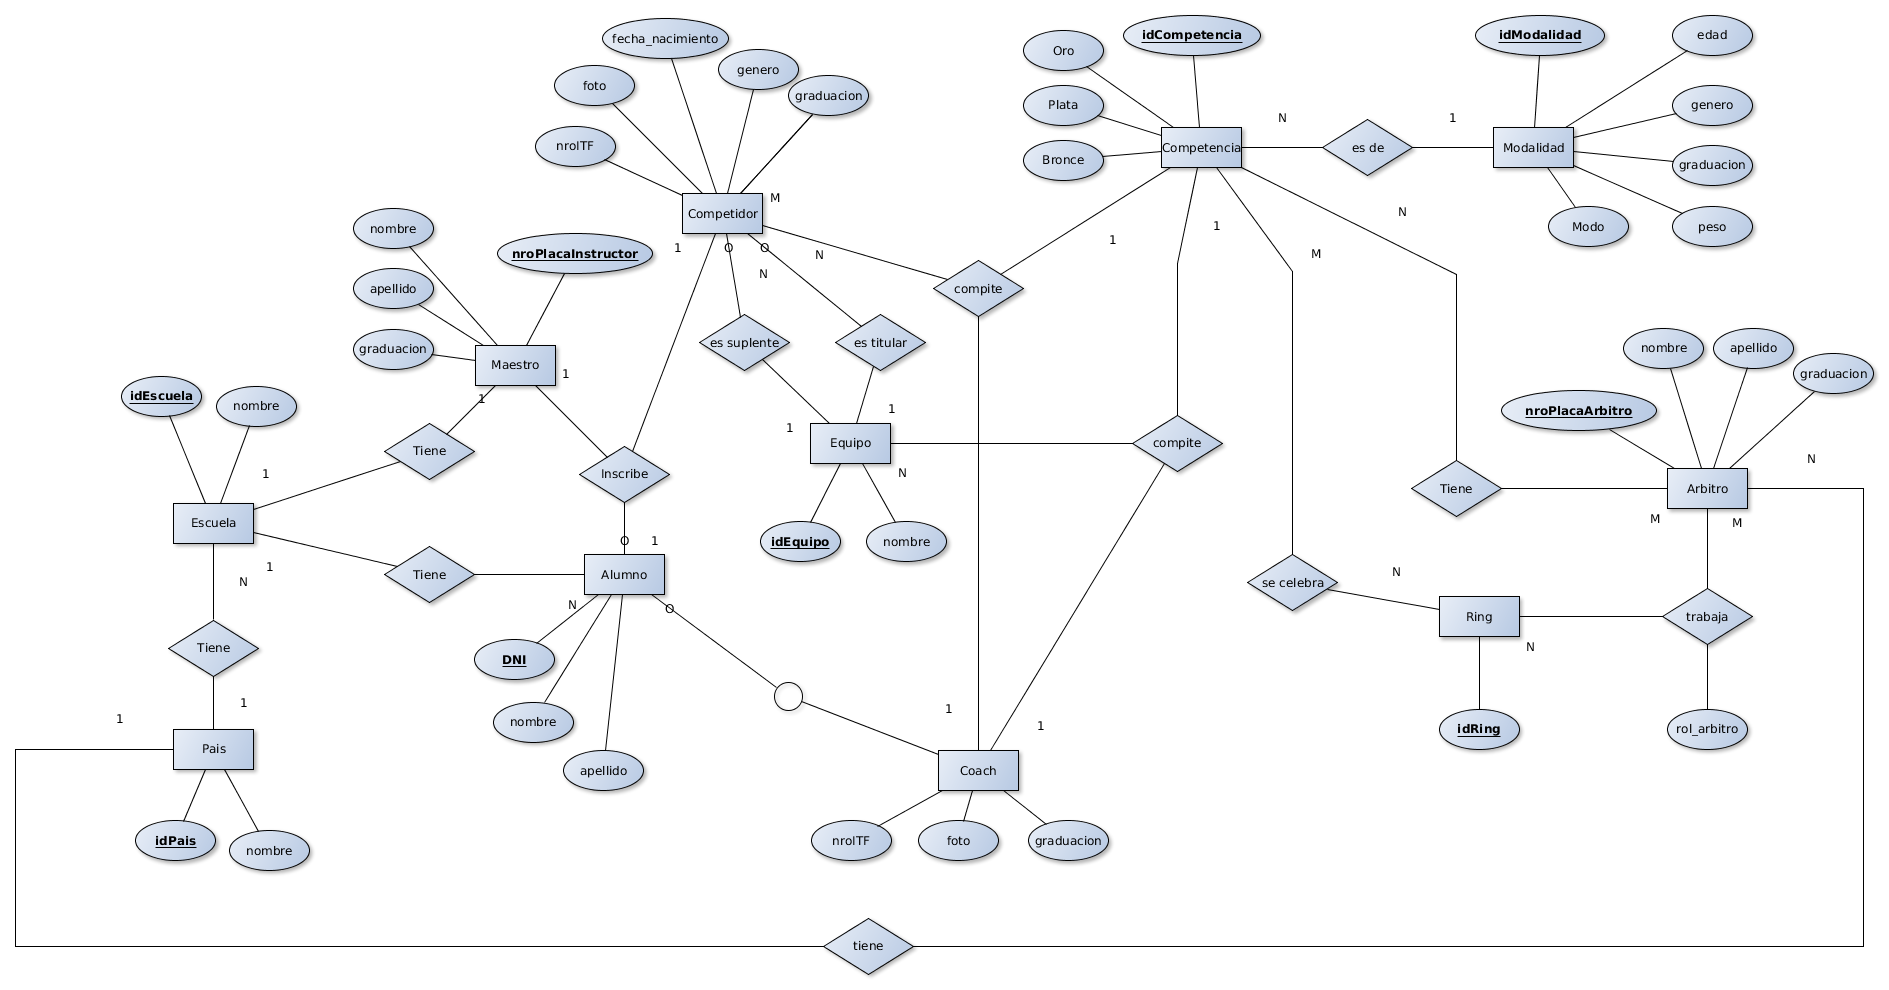 fecha_nacimiento
foto
genero
graduacion
nroITF
Competidor
M
1
O
O
N
N
Oro
Plata
Bronce
idCompetencia
Competencia
N
es de
1
idModalidad
edad
genero
graduacion
peso
Modo
Modalidad
1
1
M
N
nombre
apellido
graduacion
nroPlacaInstructor
Maestro
1
1
compite
es suplente
es titular
1
1
Equipo
N
idEquipo
nombre
compite
idEscuela
nombre
Tiene
1
Escuela
1
N
Tiene
Inscribe
O
1
Alumno
N
O
DNI
nombre
apellido
Tiene
1
1
Pais
idPais
nombre
nombre
apellido
graduacion
nroPlacaArbitro
N
Tiene
Arbitro
M
M
se celebra
N
Ring
N
idRing
trabaja
rol_arbitro
1
1
Coach
nroITF
foto
graduacion
tiene